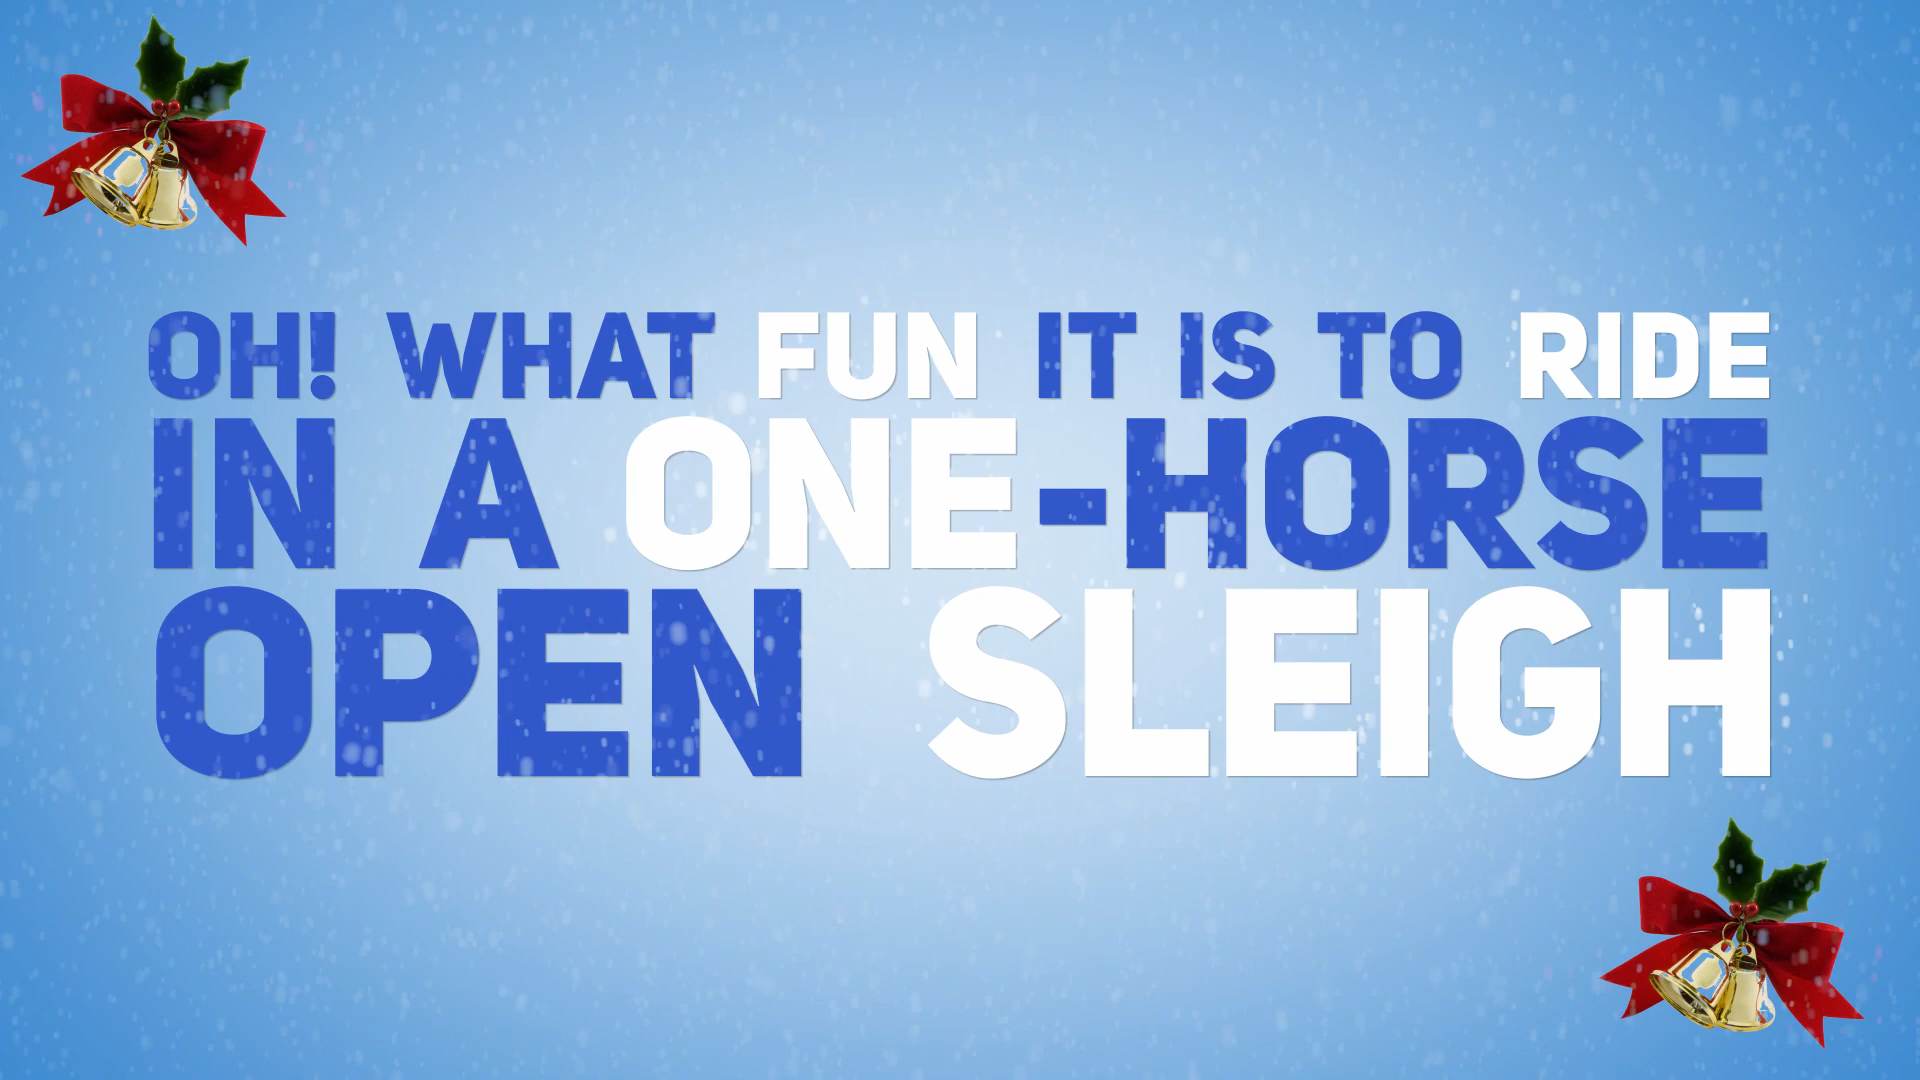 OH! WHAT FUN IT IS TO RIDE
IN A ONE-HORSE
OPEN SLEIGH